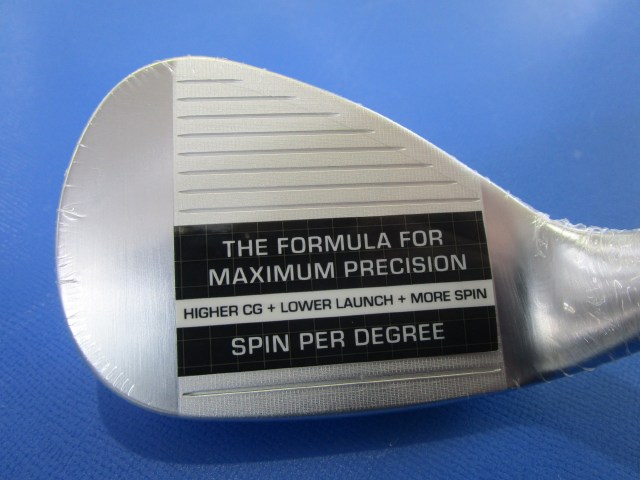 THE FORMULA FOR
MAXIMUM PRECISION
HIGHER CG + LOWER LAUNCH + MORE SPIN
SPIN PER DEGREE